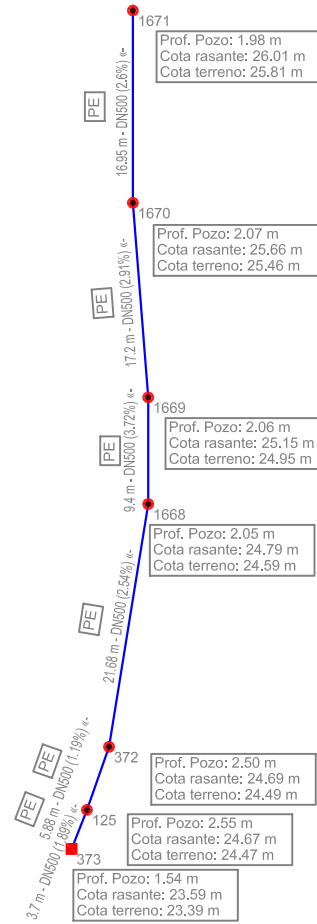 1671
Prof. Pozo: 1.98 m
Cota rasante: 26.01 m
Cota terreno: 25.81 m
PE
16.95 m - DN500 (2.6%) «-
1670
Prof. Pozo: 2.07 m
Cota rasante: 25.66 m
Cota terreno: 25.46 m
PE
17.2 m - DN500 (2.91%) «-
1669
Prof. Pozo: 2.06 m
Cota rasante: 25.15 m
Cota terreno: 24.95 m
PE
9.4 m - DN500 (3.72%) «-
1668
Prof. Pozo: 2.05 m
Cota rasante: 24.79 m
Cota terreno: 24.59 m
PE
21.68 m - DN500 (2.54%) «-
372
Prof. Pozo: 2.50 m
Cota rasante: 24.69 m
Cota terreno: 24.49 m
PE
5.88 m - DN500 (1.19%) «-
125
Prof. Pozo: 2.55 m
Cota rasante: 24.67 m
Cota terreno: 24.47 m
PE
3.7 m - DN500 (1.89%) «-
373
Prof. Pozo: 1.54 m
Cota rasante: 23.59 m
Cota terreno: 23.39 m